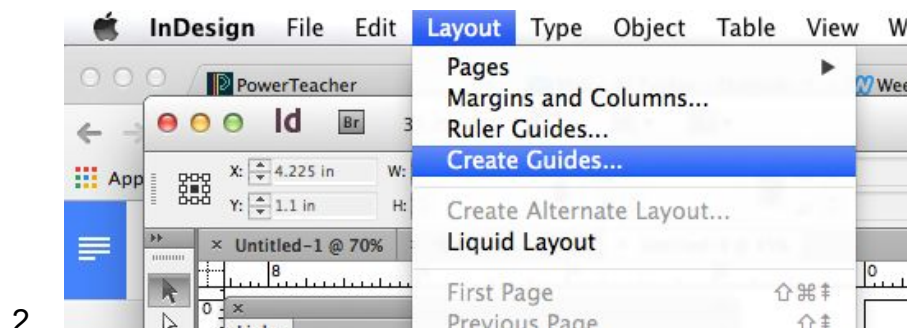 InDesign File Edit Layout Type Object Table View
PowerTeacher
Wee
Pages
Margins and Columns...
Ruler Guides...
Create Guides...
Create Alternate Layout...
Liquid Layout
First Page ⇧⌘⇞
Previous Page ⇧⇞
Id Br
App
X: 4.225 in W:
Y: 1.1 in H:
× Untitled-1 @ 70% ×
8
0
0
2